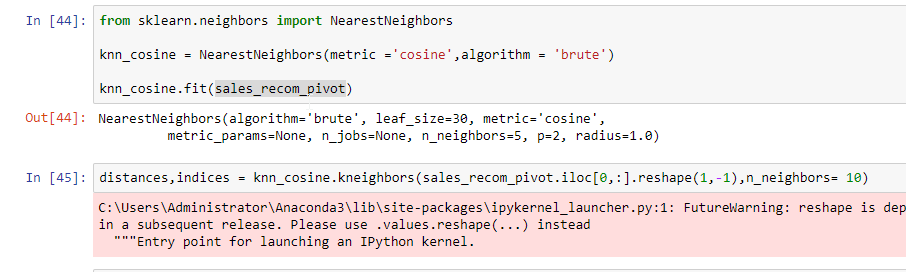 In [44]: from sklearn.neighbors import NearestNeighbors
knn_cosine = NearestNeighbors(metric ='cosine',algorithm = 'brute')
knn_cosine.fit(sales_recom_pivot)
Out[44]: NearestNeighbors(algorithm='brute', leaf_size=30, metric='cosine',
metric_params=None, n_jobs=None, n_neighbors=5, p=2, radius=1.0)
In [45]: distances,indices = knn_cosine.kneighbors(sales_recom_pivot.iloc[0,:].reshape(1,-1),n_neighbors= 10)
C:\Users\Administrator\Anaconda3\lib\site-packages\ipykernel_launcher.py:1: FutureWarning: reshape is dep
in a subsequent release. Please use .values.reshape(...) instead
"""Entry point for launching an IPython kernel.